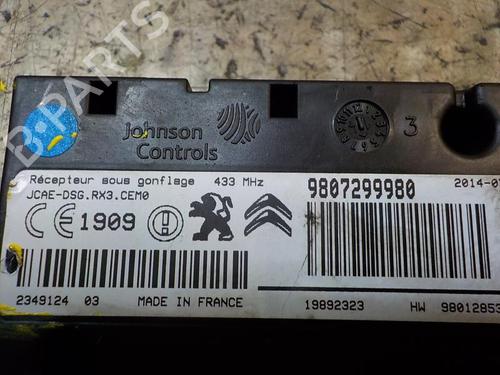 Johnson
Controls
3
B-PARTS
Récepteur sous gonflage 433 MHz
9807299980
JCAE-DSG.RX3.CEM0
CE 1909
2349124 03 MADE IN FRANCE
19892323 HW